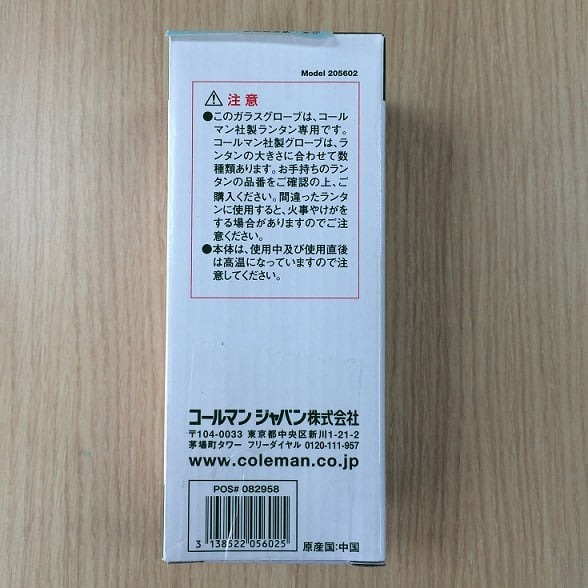 Model 205602
⚠ 注意
●このガラスグローブは、コール
マン社製ランタン専用です。
コールマン社製グローブは、ラ
ンタンの大きさに合わせて数
種類あります。お手持ちのラン
タンの品番をご確認の上、ご
購入ください。間違ったランタ
ンに使用すると、火事やけがを
する場合がありますのでご注
意ください。
●本体は、使用中及び使用直後
は高温になっていますので注
意してください。
コールマン ジャパン株式会社
〒104-0033 東京都中央区新川1-21-2
茅場町タワー フリーダイヤル 0120-111-957
www.coleman.co.jp
POS# 082958
3 138522 056025
原産国:中国